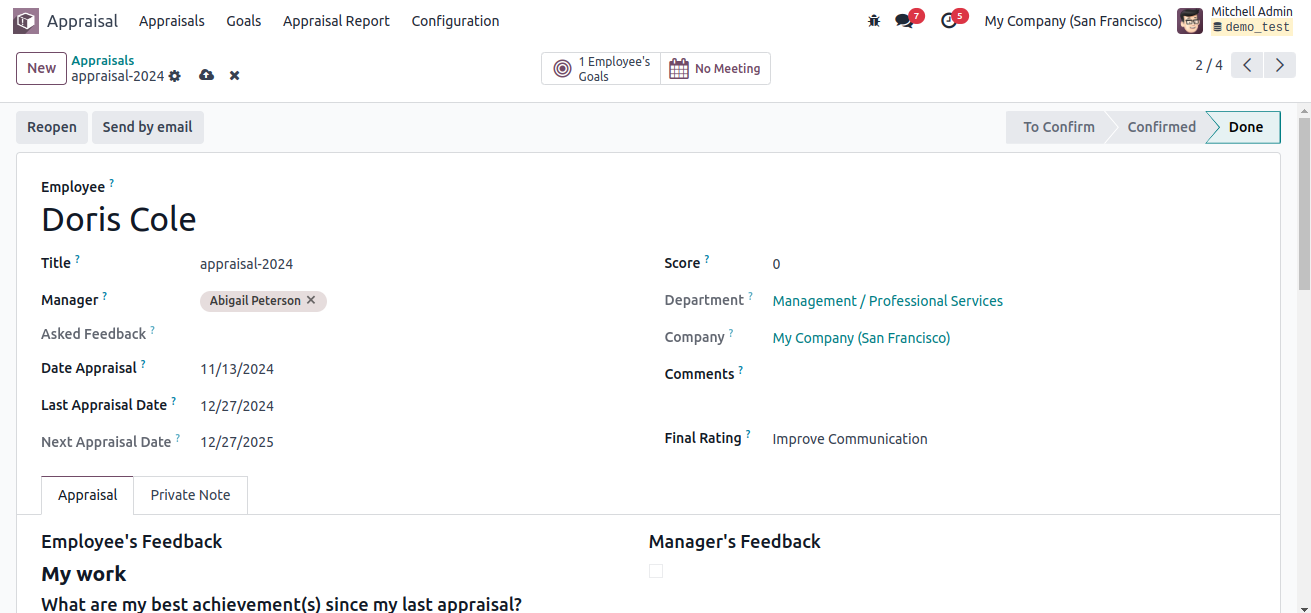 Appraisal Appraisals Goals Appraisal Report Configuration 7 5 My Company (San Francisco) Mitchell Admin
demo_test
New Appraisals
appraisal-2024
1 Employee's Goals
No Meeting
2 / 4
Reopen Send by email To Confirm Confirmed Done
Employee ?
Doris Cole
Title ? appraisal-2024
Score ? 0
Manager ? Abigail Peterson ×
Department ? Management / Professional Services
Asked Feedback ?
Company ? My Company (San Francisco)
Date Appraisal ? 11/13/2024
Comments ?
Last Appraisal Date ? 12/27/2024
Next Appraisal Date ? 12/27/2025
Final Rating ? Improve Communication
Appraisal Private Note
Employee's Feedback Manager's Feedback
My work
What are my best achievement(s) since my last appraisal?